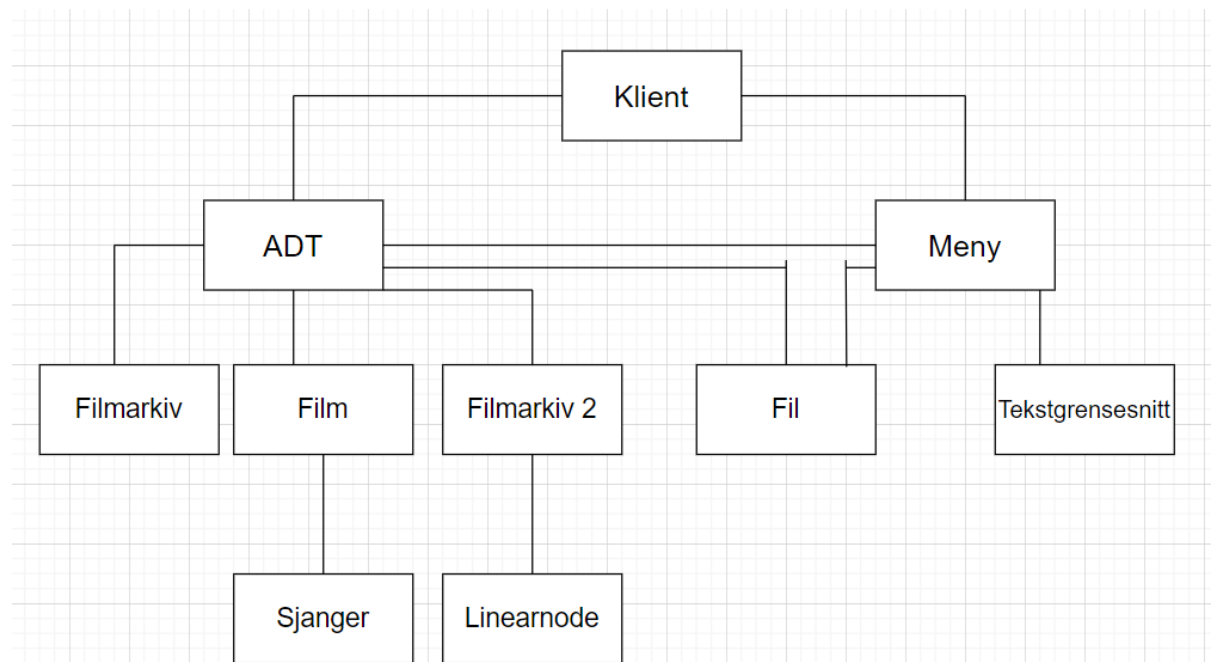 Klient
ADT
Meny
Filmarkiv
Film
Filmarkiv 2
Fil
Tekstgrensesnitt
Sjanger
Linearnode